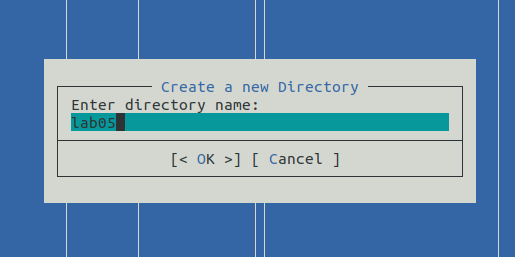 Create a new Directory
Enter directory name:
lab05
[< OK >] [ Cancel ]